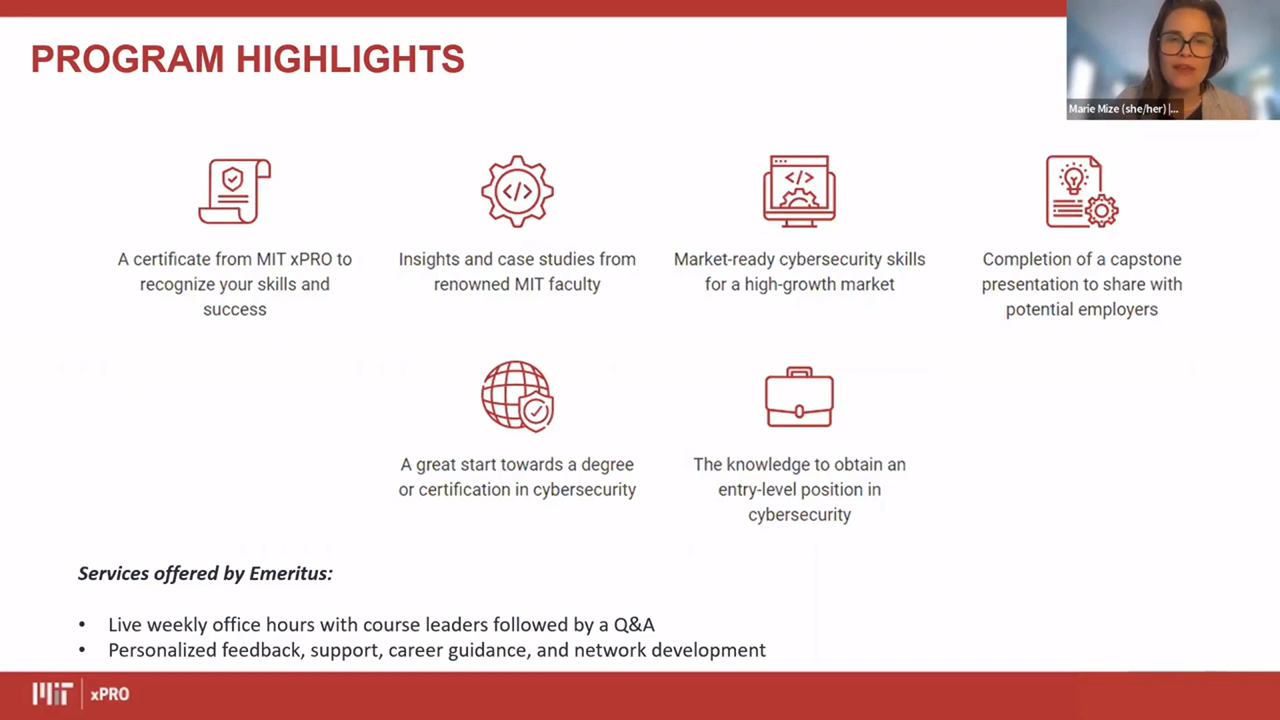 PROGRAM HIGHLIGHTS
Marie Mize (she/her) |...
</>
</>
A certificate from MIT xPRO to
recognize your skills and
success
Insights and case studies from
renowned MIT faculty
Market-ready cybersecurity skills
for a high-growth market
Completion of a capstone
presentation to share with
potential employers
A great start towards a degree
or certification in cybersecurity
The knowledge to obtain an
entry-level position in
cybersecurity
Services offered by Emeritus:
• Live weekly office hours with course leaders followed by a Q&A
• Personalized feedback, support, career guidance, and network development
MIT xPRO